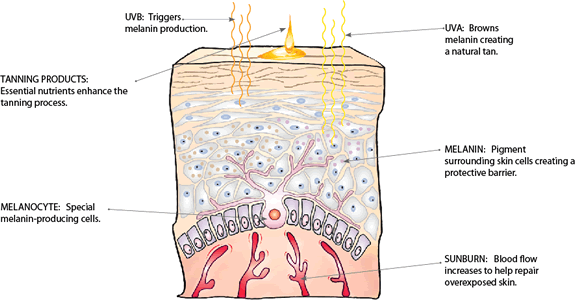 UVB: Triggers
melanin production.
UVA: Browns
melanin creating
a natural tan.
TANNING PRODUCTS:
Essential nutrients enhance the
tanning process.
MELANIN: Pigment
surrounding skin cells creating a
protective barrier.
MELANOCYTE: Special
melanin-producing cells.
SUNBURN: Blood flow
increases to help repair
overexposed skin.